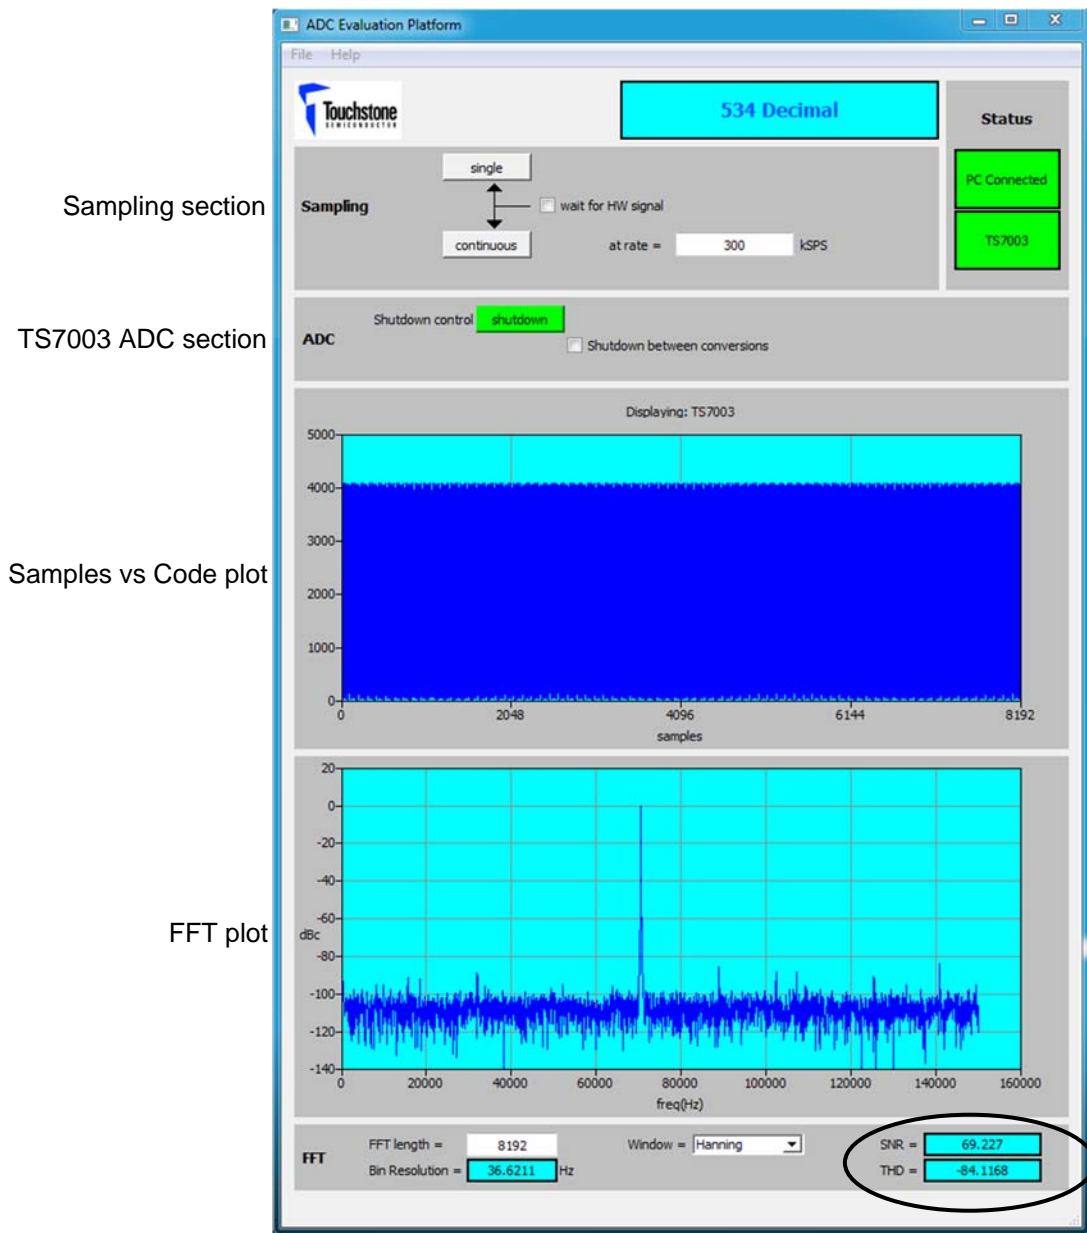 ADC Evaluation Platform
File Help
Touchstone
SEMICONDUCTOR
534 Decimal
Status
PC Connected
TS7003
Sampling section
Sampling
single
wait for HW signal
continuous
at rate = 300 kSPS
TS7003 ADC section
ADC
Shutdown control shutdown
Shutdown between conversions
Samples vs Code plot
Displaying: TS7003
5000
4000
3000
2000
1000
0
0 2048 4096 6144 8192
samples
FFT plot
20
0
-20
-40
-60
dBc
-80
-100
-120
-140
0 20000 40000 60000 80000 100000 120000 140000 160000
freq(Hz)
FFT
FFT length = 8192
Window = Hanning
SNR = 69.227
Bin Resolution = 36.6211 Hz
THD = -84.1168